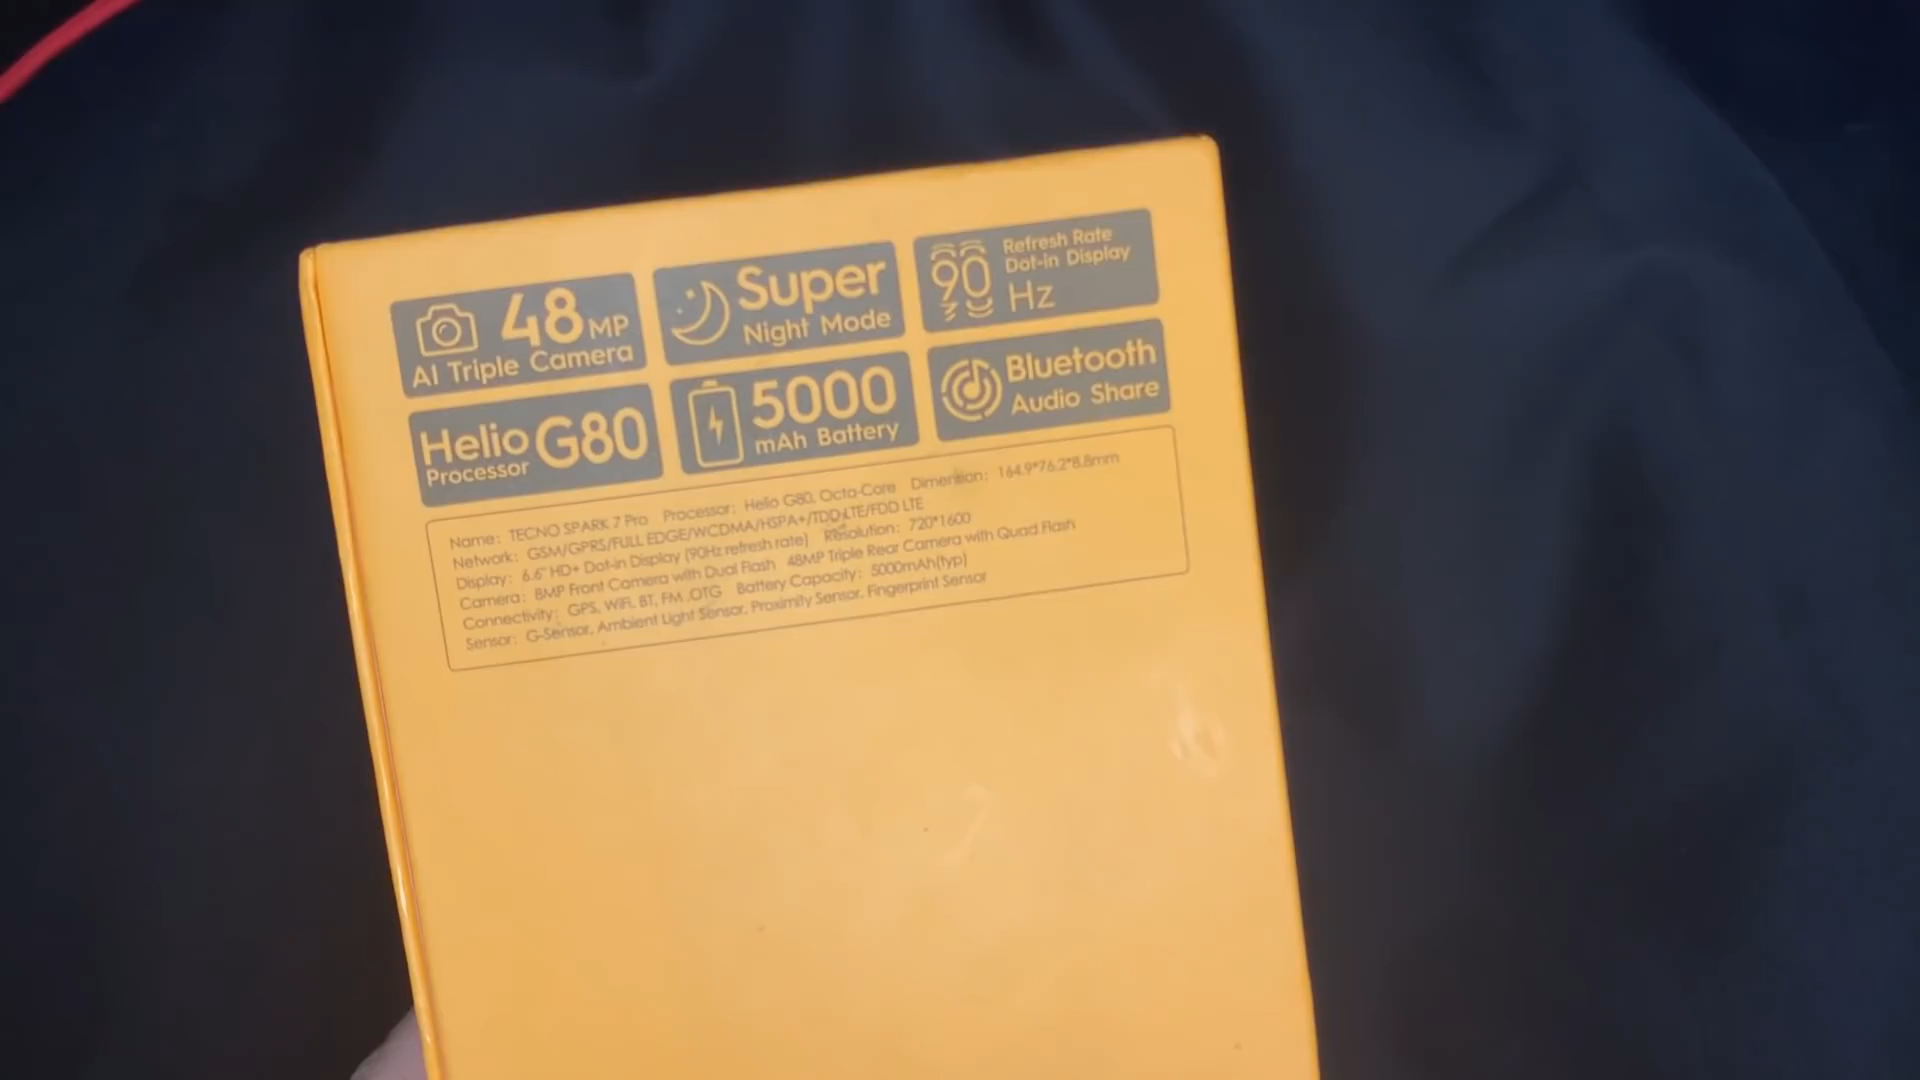 48MP
AI Triple Camera
Super
Night Mode
90
Hz
Refresh Rate
Dot-in Display
Helio
Processor
G80
5000
mAh Battery
Bluetooth
Audio Share
Name: TECNO SPARK 7 Pro Processor: Helio G80, Octa-Core Dimention: 164.9*76.2*8.8mm
Network: GSM/GPRS/FULL EDGE/WCDMA/HSPA+/TDD-LTE/FDD LTE
Display: 6.6" HD+ Dot-in Display (90Hz refresh rate) Resolution: 720*1600
Camera: 8MP Front Camera with Dual Flash 48MP Triple Rear Camera with Quad Flash
Connectivity: GPS, WiFi, BT, FM ,OTG Battery Capacity: 5000mAh(typ)
Sensor: G-Sensor, Ambient Light Sensor, Proximity Sensor, Fingerprint Sensor